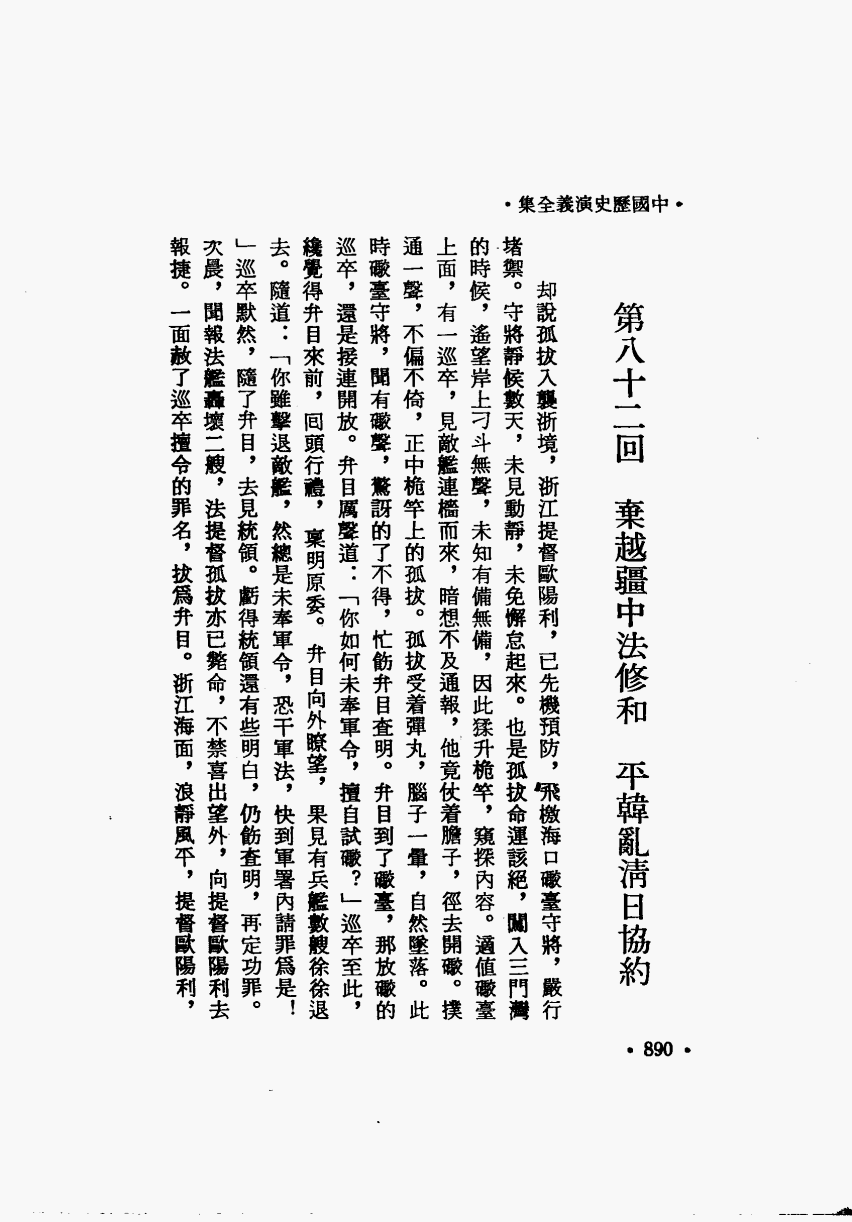 •中國歷史演義全集•
第八十二回　棄越疆中法修和　平韓亂淸日協約
却說孤拔入襲浙境，浙江提督歐陽利，已先機預防，飛檄海口礮臺守將，嚴行
堵禦。守將靜候數天，未見動靜，未免懈怠起來。也是孤拔命運該絕，闖入三門灣
的時候，遙望岸上刁斗無聲，未知有備無備，因此猱升桅竿，窺探內容。適值礮臺
上面，有一巡卒，見敵艦連檣而來，暗想不及通報，他竟仗着膽子，徑去開礮。撲
通一聲，不偏不倚，正中桅竿上的孤拔。孤拔受着彈丸，腦子一暈，自然墜落。此
時礮臺守將，聞有礮聲，驚訝的了不得，忙飭弁目查明。弁目到了礮臺，那放礮的
巡卒，還是接連開放。弁目厲聲道：「你如何未奉軍令，擅自試礮？」巡卒至此，
纔覺得弁目來前，囘頭行禮，稟明原委。弁目向外瞭望，果見有兵艦數艘徐徐退
去。隨道：「你雖擊退敵艦，然總是未奉軍令，恐干軍法，快到軍署內請罪爲是！
」巡卒默然，隨了弁目，去見統領。虧得統領還有些明白，仍飭查明，再定功罪。
次晨，聞報法艦轟壞二艘，法提督孤拔亦已斃命，不禁喜出望外，向提督歐陽利去
報捷。一面赦了巡卒擅令的罪名，拔爲弁目。浙江海面，浪靜風平，提督歐陽利，
•890•